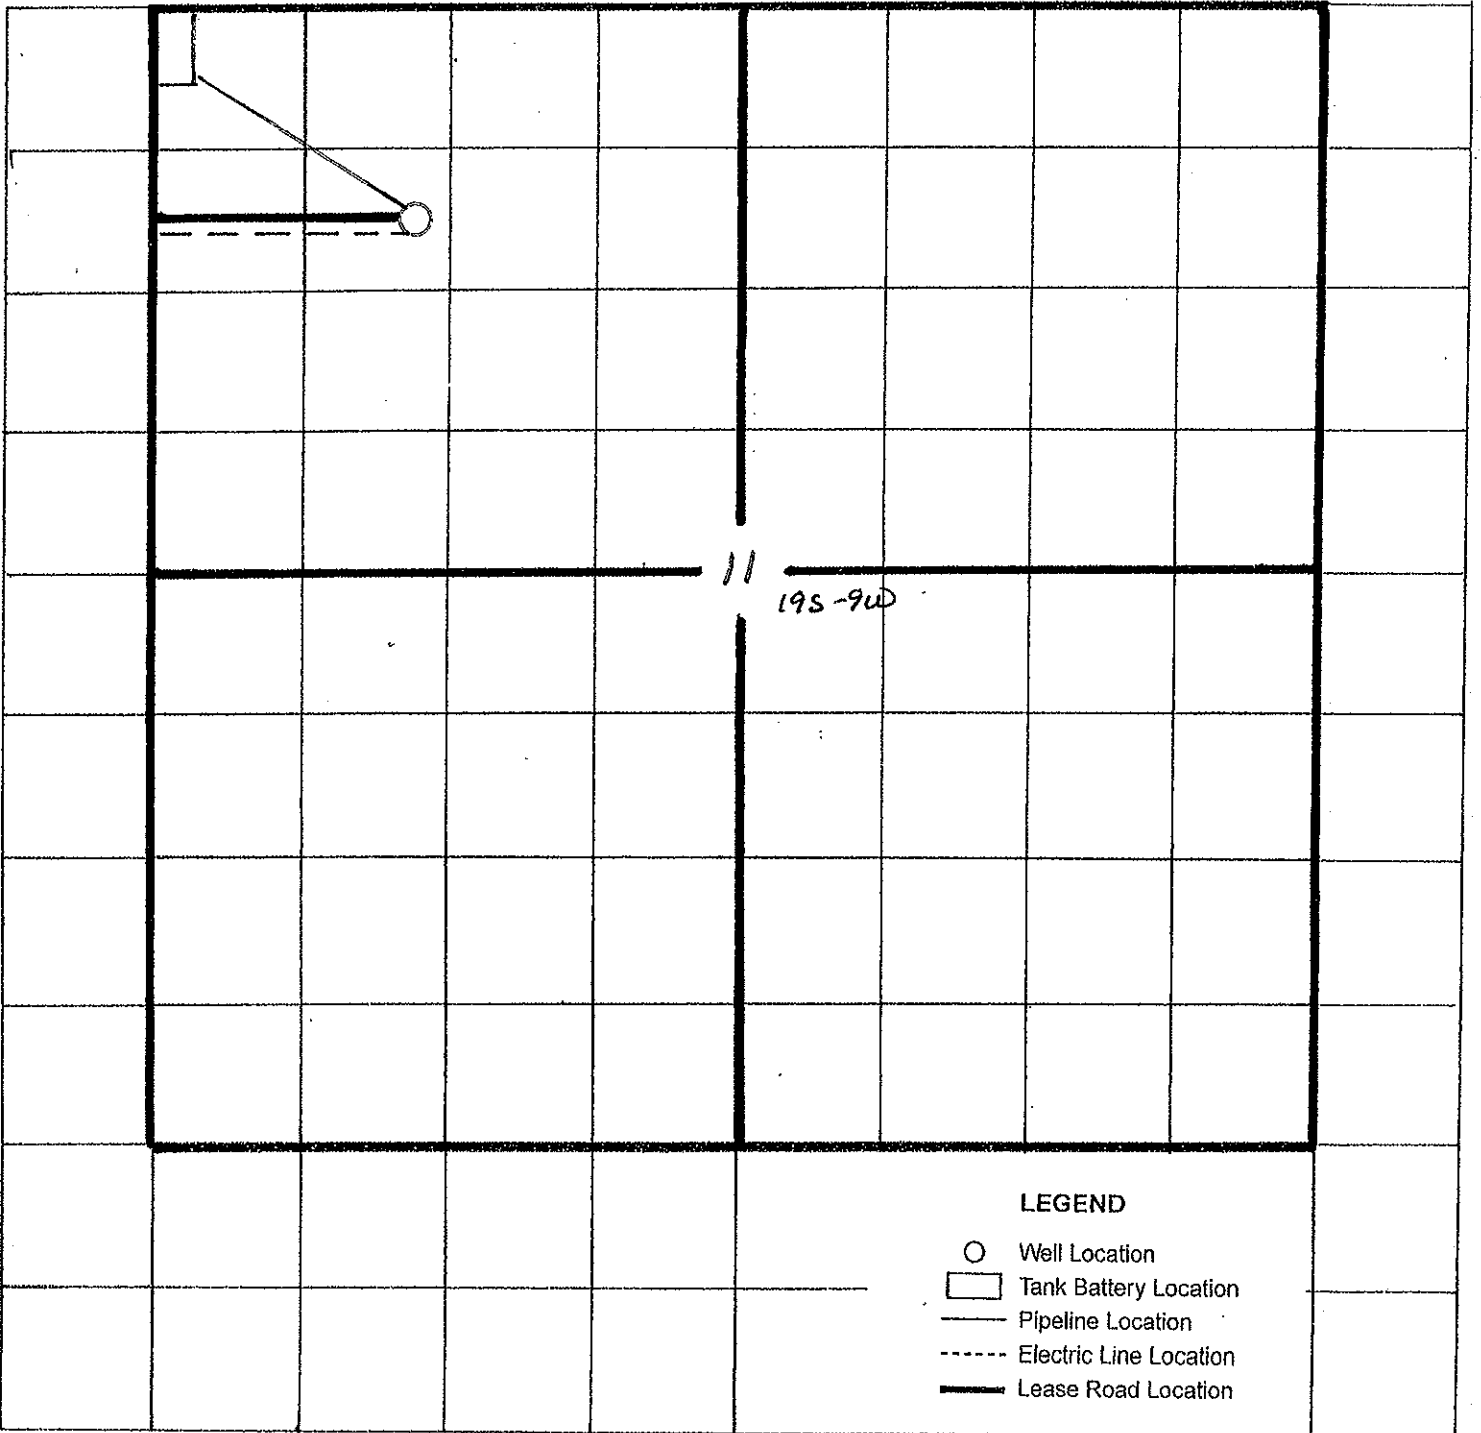 11
19S-9W
LEGEND
Well Location
Tank Battery Location
Pipeline Location
Electric Line Location
Lease Road Location